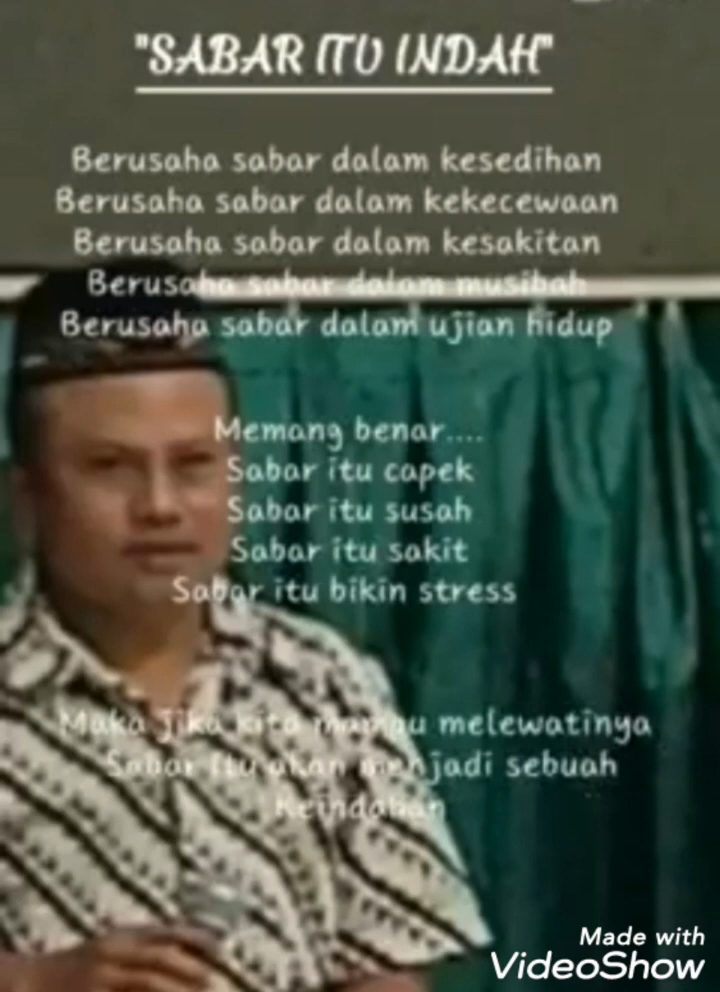 "SABAR ITU INDAH"
Berusaha sabar dalam kesedihan
Berusaha sabar dalam kekecewaan
Berusaha sabar dalam kesakitan
Berusaha sabar dalam musibah
Berusaha sabar dalam ujian hidup
Memang benar....
Sabar itu capek
Sabar itu susah
Sabar itu sakit
Sabar itu bikin stress
Maka Jika kita mampu melewatinya
Sabar itu akan menjadi sebuah
Keindahan
Made with
VideoShow